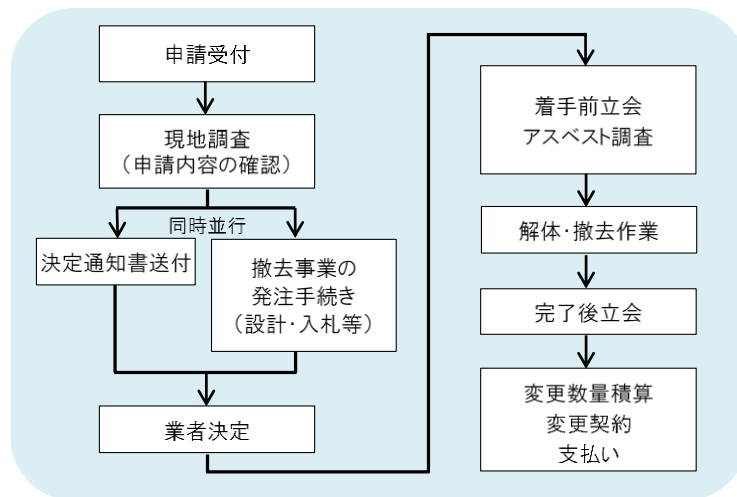 申請受付
現地調査
（申請内容の確認）
同時並行
決定通知書送付
撤去事業の
発注手続き
（設計・入札等）
業者決定
着手前立会
アスベスト調査
解体・撤去作業
完了後立会
変更数量積算
変更契約
支払い